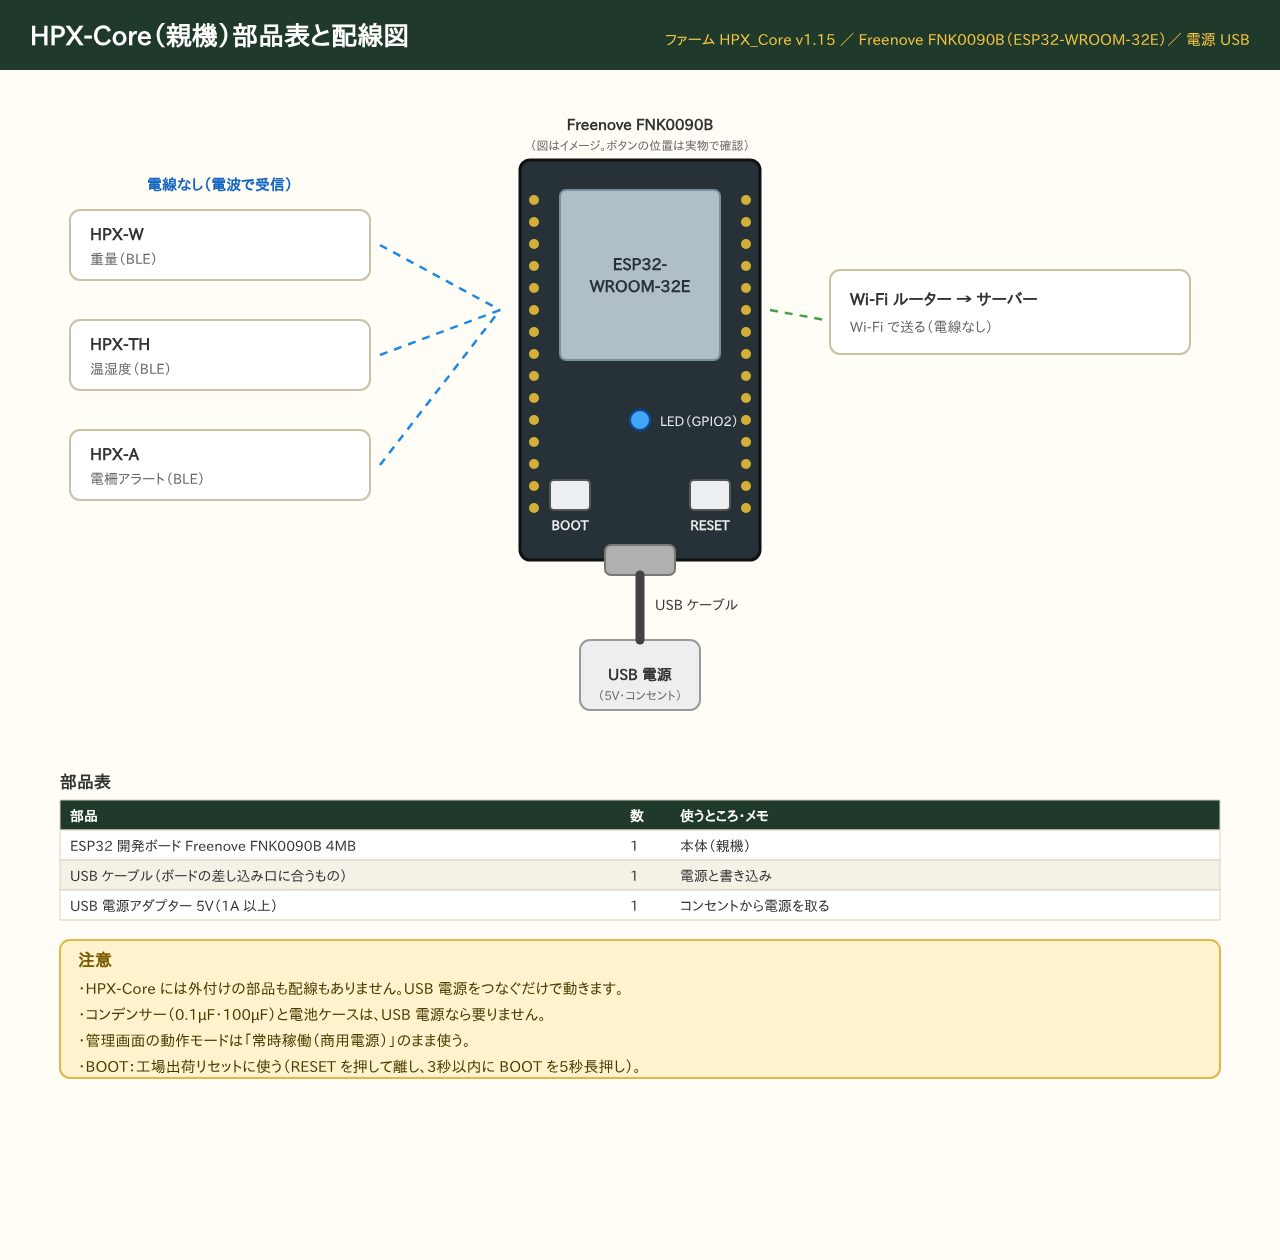 HPX-Core（親機）部品表と配線図
ファーム HPX_Core v1.15 ／ Freenove FNK0090B（ESP32-WROOM-32E）／ 電源 USB
Freenove FNK0090B
（図はイメージ。ボタンの位置は実物で確認）
電線なし（電波で受信）
HPX-W
重量（BLE）
HPX-TH
温湿度（BLE）
HPX-A
電柵アラート（BLE）
ESP32-
WROOM-32E
LED（GPIO2）
BOOT
RESET
Wi-Fi ルーター → サーバー
Wi-Fi で送る（電線なし）
USB ケーブル
USB 電源
（5V・コンセント）
部品表
部品 数 使うところ・メモ
ESP32 開発ボード Freenove FNK0090B 4MB 1 本体（親機）
USB ケーブル（ボードの差し込み口に合うもの） 1 電源と書き込み
USB 電源アダプター 5V（1A 以上） 1 コンセントから電源を取る
注意
・HPX-Core には外付けの部品も配線もありません。USB 電源をつなぐだけで動きます。
・コンデンサー（0.1µF・100µF）と電池ケースは、USB 電源なら要りません。
・管理画面の動作モードは「常時稼働（商用電源）」のまま使う。
・BOOT：工場出荷リセットに使う（RESET を押して離し、3秒以内に BOOT を5秒長押し）。